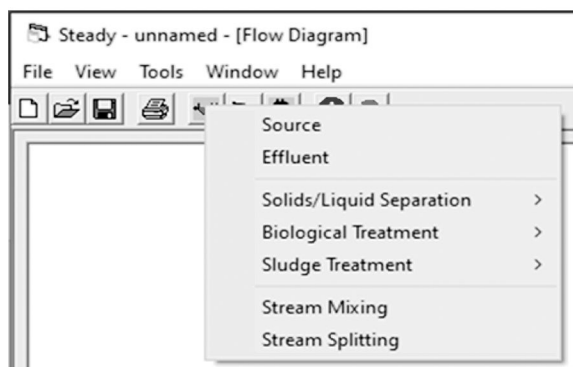 Steady - unnamed - [Flow Diagram]
File View Tools Window Help
Source
Effluent
Solids/Liquid Separation
Biological Treatment
Sludge Treatment
Stream Mixing
Stream Splitting